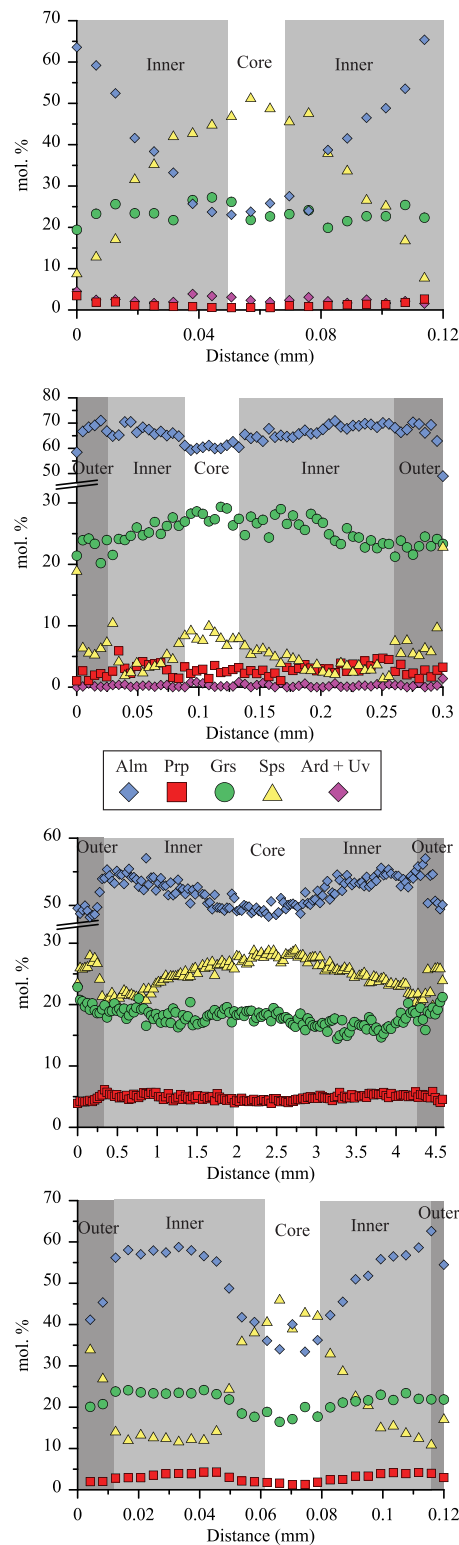 70
60
50
40
30
20
10
0
mol. %
Inner
Core
Inner
0
0.04
0.08
0.12
Distance (mm)
80
70
60
50
30
20
10
0
mol. %
Outer
Inner
Core
Inner
Outer
0
0.05
0.1
0.15
0.2
0.25
0.3
Distance (mm)
Alm Prp Grs Sps Ard + Uv
60
50
30
20
10
0
mol. %
Outer
Inner
Core
Inner
Outer
0
0.5
1
1.5
2
2.5
3
3.5
4
4.5
Distance (mm)
70
60
50
40
30
20
10
0
mol. %
Outer
Inner
Core
Inner
Outer
0
0.02
0.04
0.06
0.08
0.1
0.12
Distance (mm)